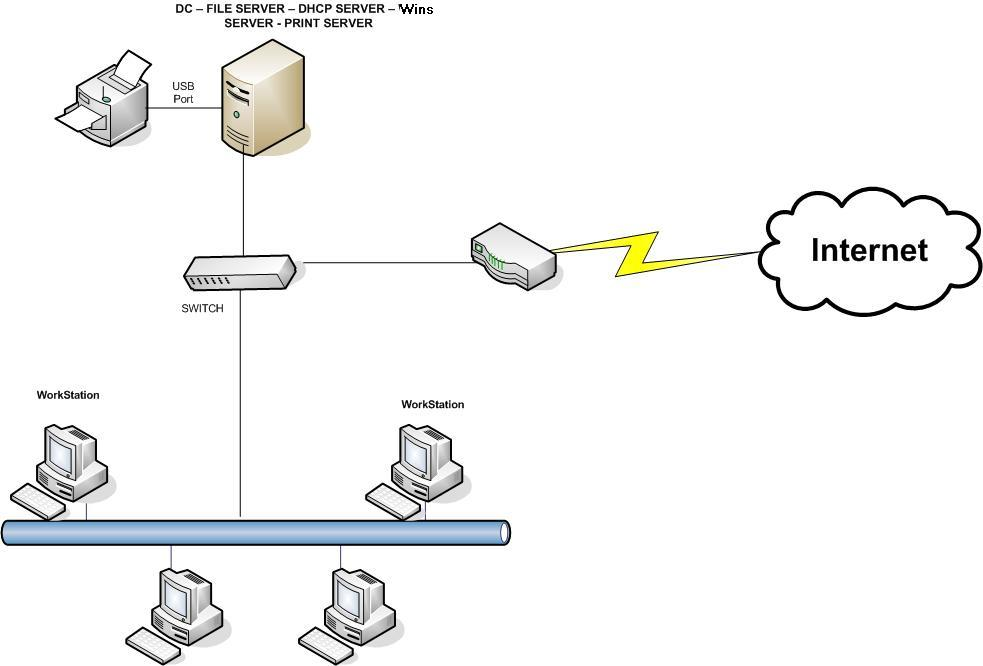 DC – FILE SERVER – DHCP SERVER – Wins
SERVER - PRINT SERVER
USB
Port
Internet
SWITCH
WorkStation
WorkStation